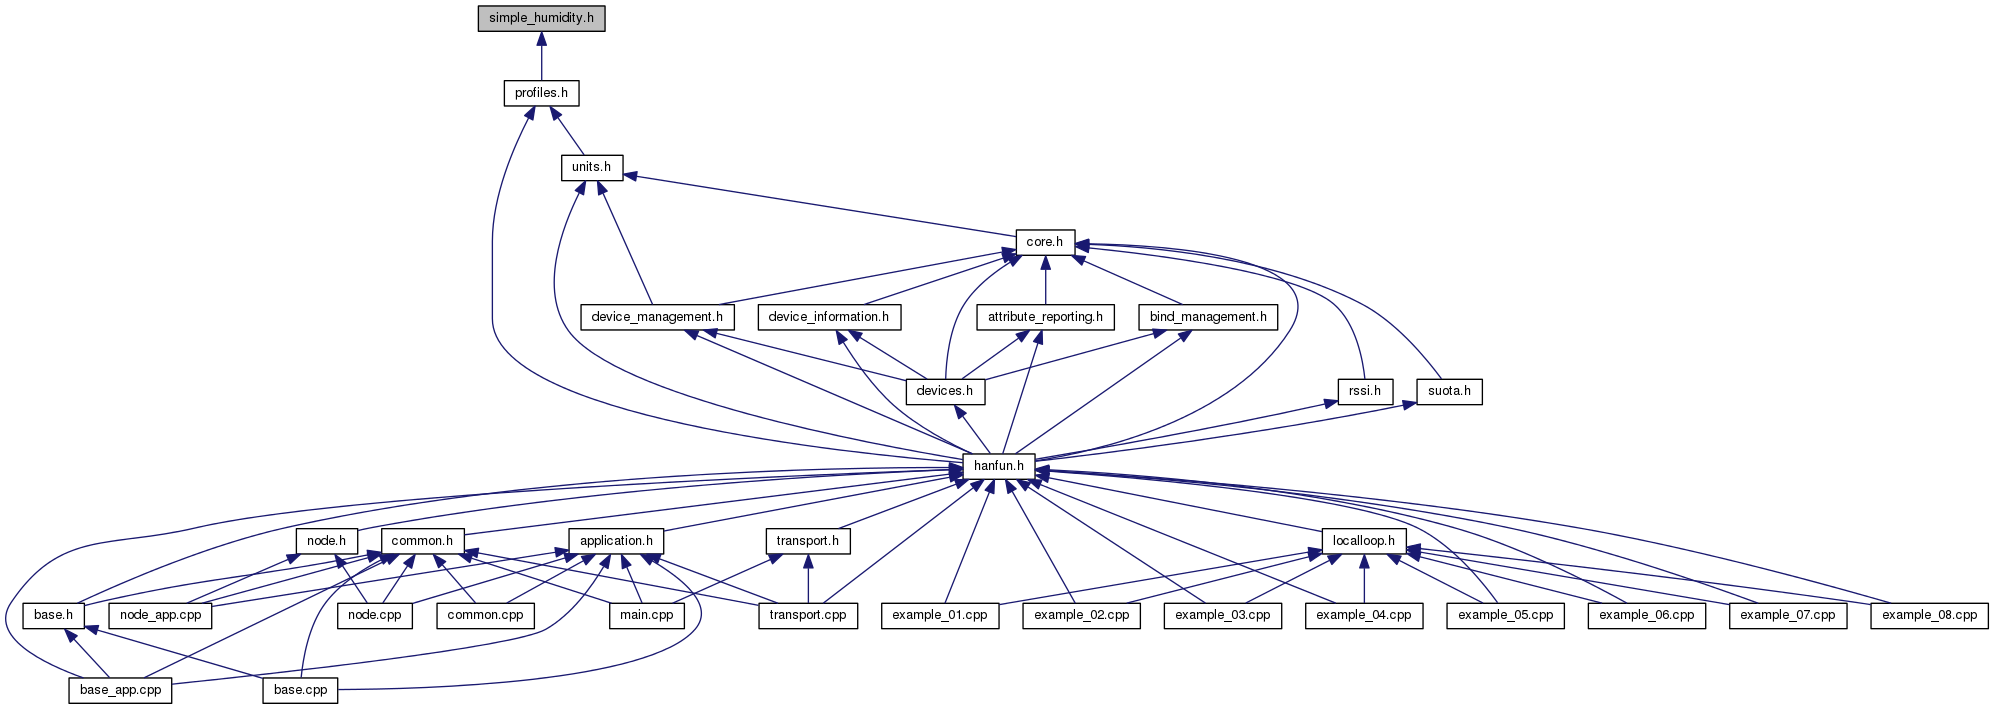 simple_humidity.h
profiles.h
units.h
core.h
device_management.h
device_information.h
attribute_reporting.h
bind_management.h
devices.h
rssi.h
suota.h
hanfun.h
node.h
common.h
application.h
transport.h
localloop.h
base.h
node_app.cpp
node.cpp
common.cpp
main.cpp
transport.cpp
example_01.cpp
example_02.cpp
example_03.cpp
example_04.cpp
example_05.cpp
example_06.cpp
example_07.cpp
example_08.cpp
base_app.cpp
base.cpp